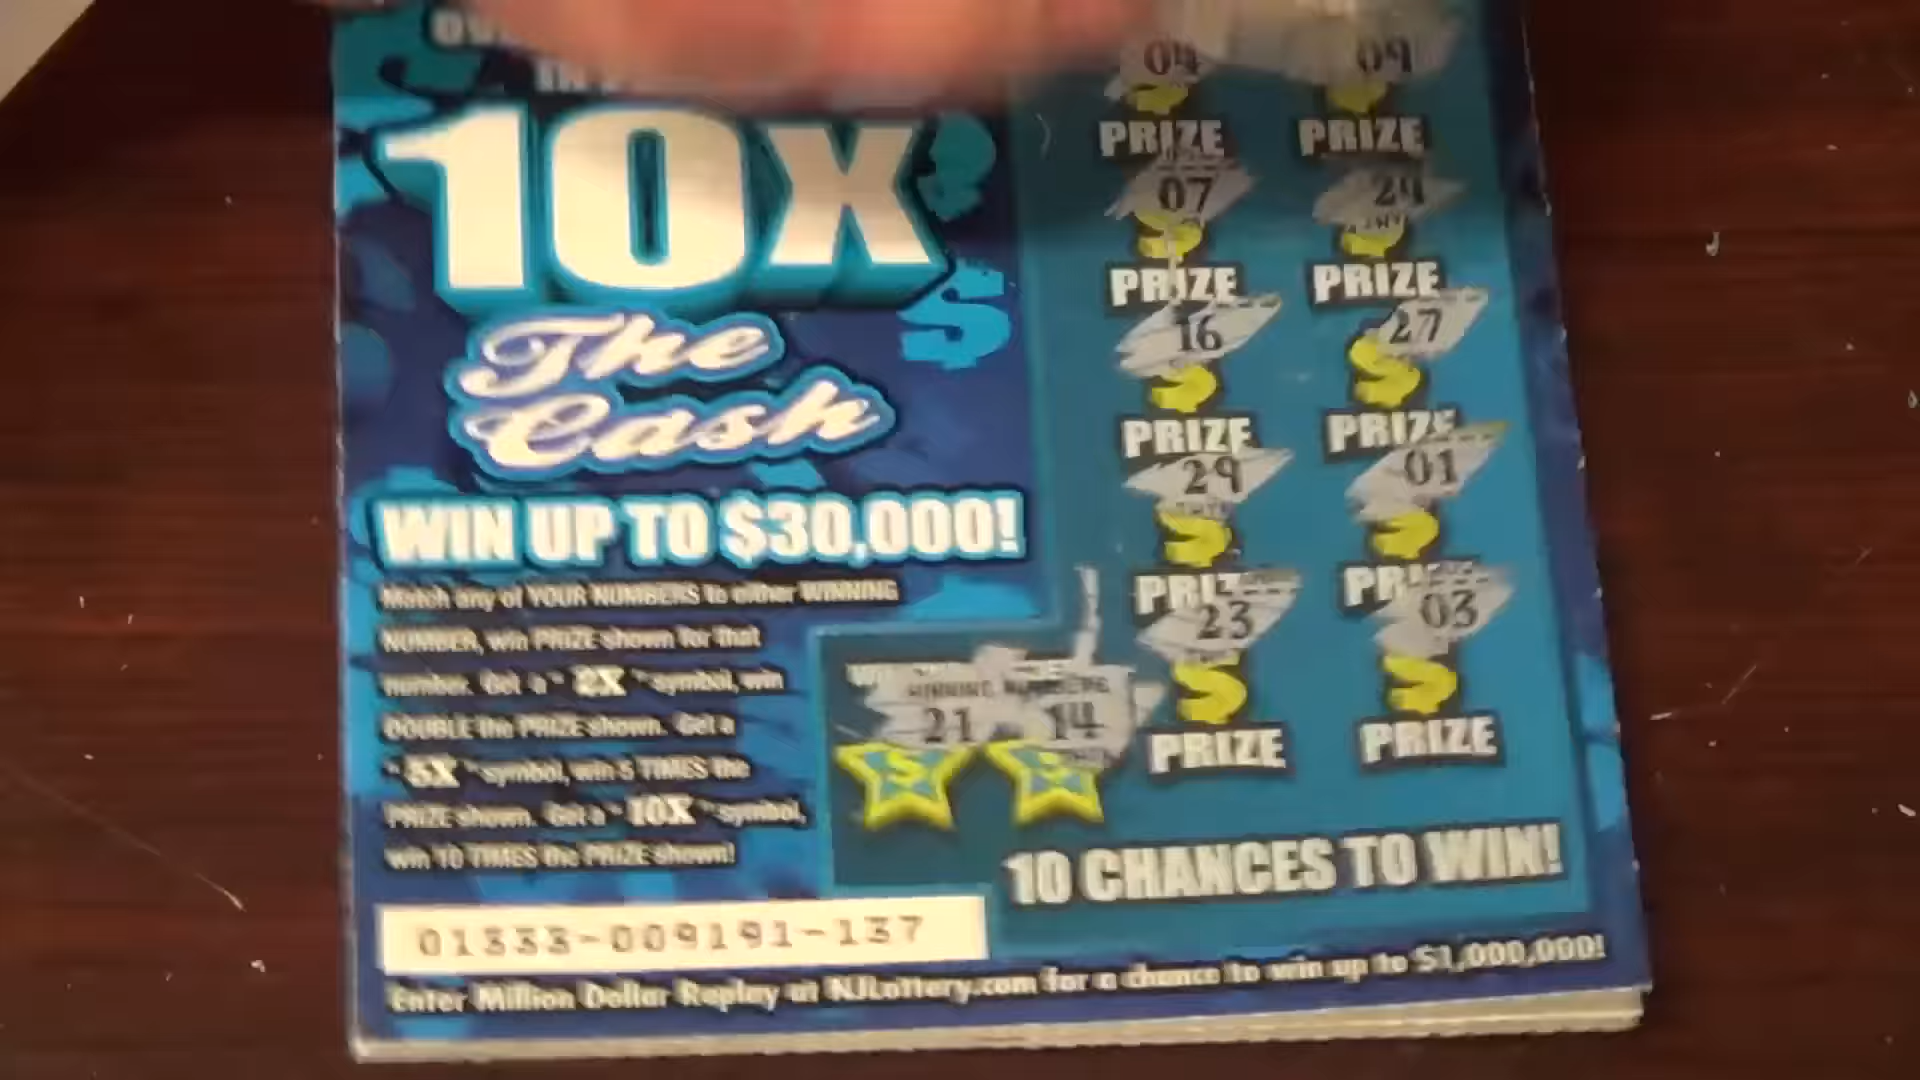 10X
The
Cash
WIN UP TO $30,000!
Match any of YOUR NUMBERS to either WINNING
NUMBER, win PRIZE shown for that
number. Get a "2X" symbol, win
DOUBLE the PRIZE shown. Get a
"5X" symbol, win 5 TIMES the
PRIZE shown. Get a "10X" symbol,
win 10 TIMES the PRIZE shown!
01333-009191-137
Enter Million Dollar Replay at NJLottery.com for a chance to win up to $1,000,000!
04 09
PRIZE PRIZE
07 24
PRIZE PRIZE
16 27
PRIZE PRIZE
29 01
PRIZE
23 03
PRIZE PRIZE
WINNING NUMBERS
21 14
10 CHANCES TO WIN!